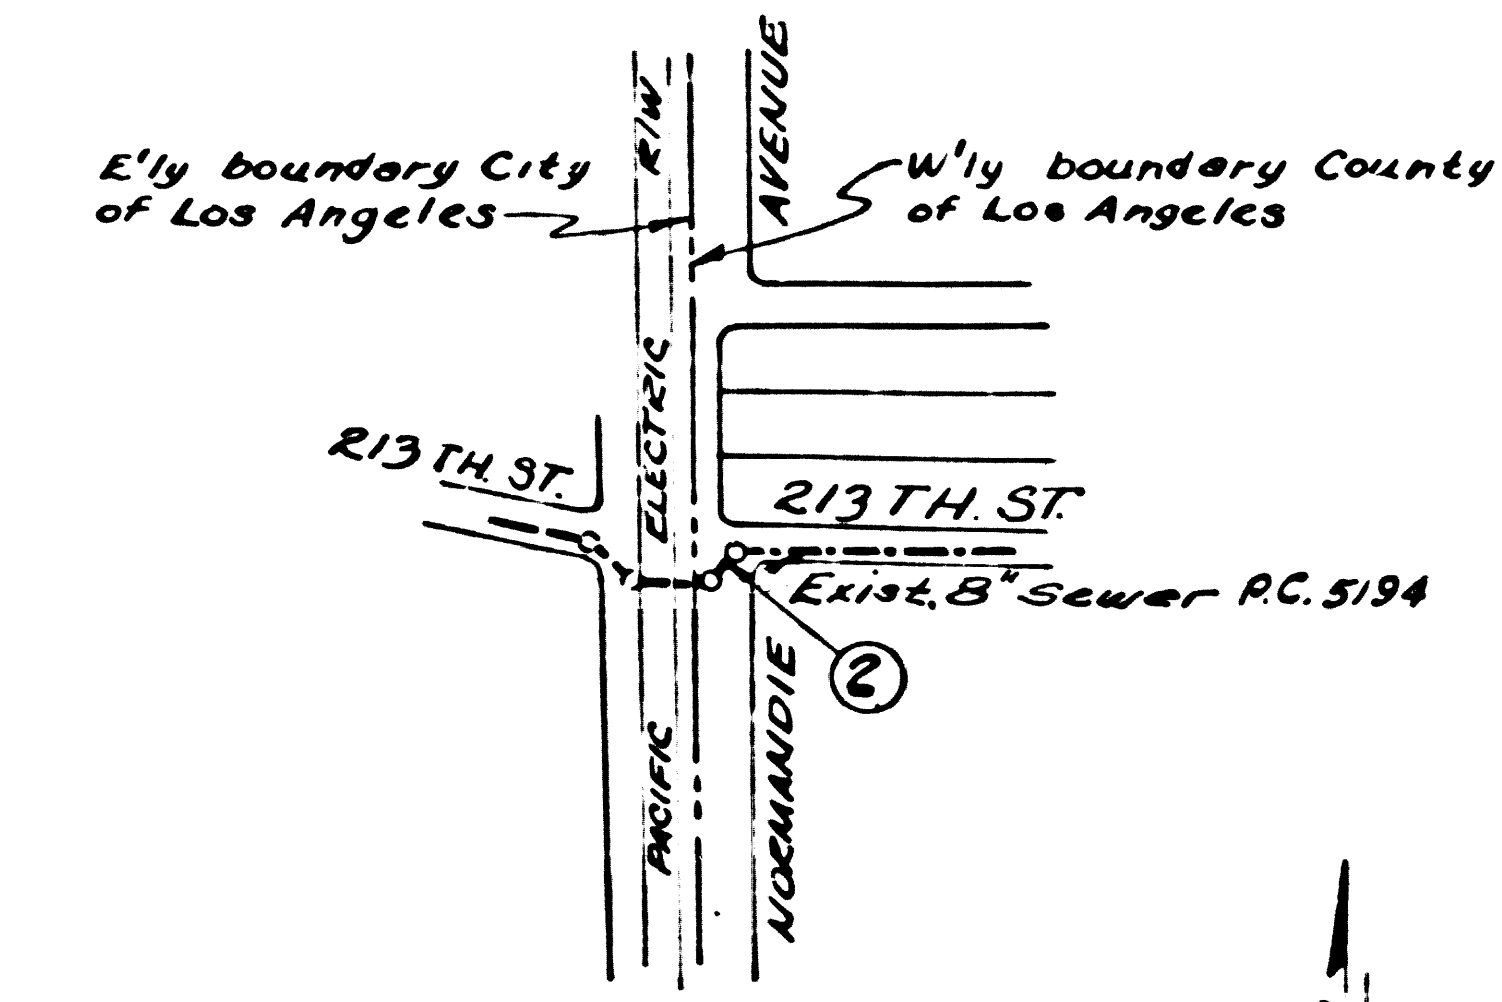 E'ly boundary City
of Los Angeles
W'ly boundary County
of Los Angeles
PACIFIC ELECTRIC R/W
NORMANDIE AVENUE
213 TH. ST.
213 TH. ST.
Exist. 8" Sewer P.C. 5194
2